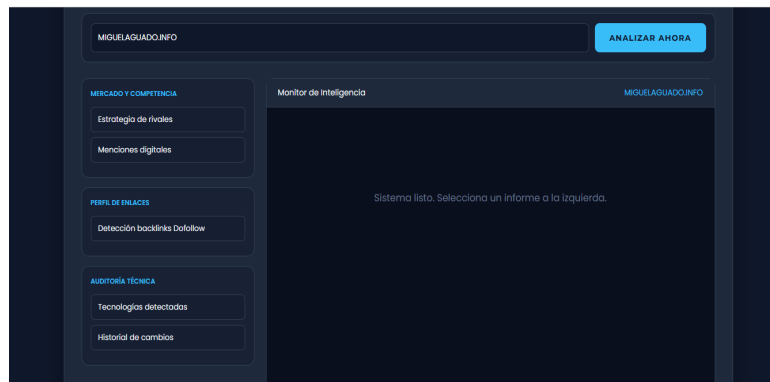 MIGUELAGUADO.INFO
ANALIZAR AHORA
MERCADO Y COMPETENCIA
Estrategia de rivales
Menciones digitales
PERFIL DE ENLACES
Detección backlinks Dofollow
AUDITORÍA TÉCNICA
Tecnologías detectadas
Historial de cambios
Monitor de Inteligencia
MIGUELAGUADO.INFO
Sistema listo. Selecciona un informe a la izquierda.